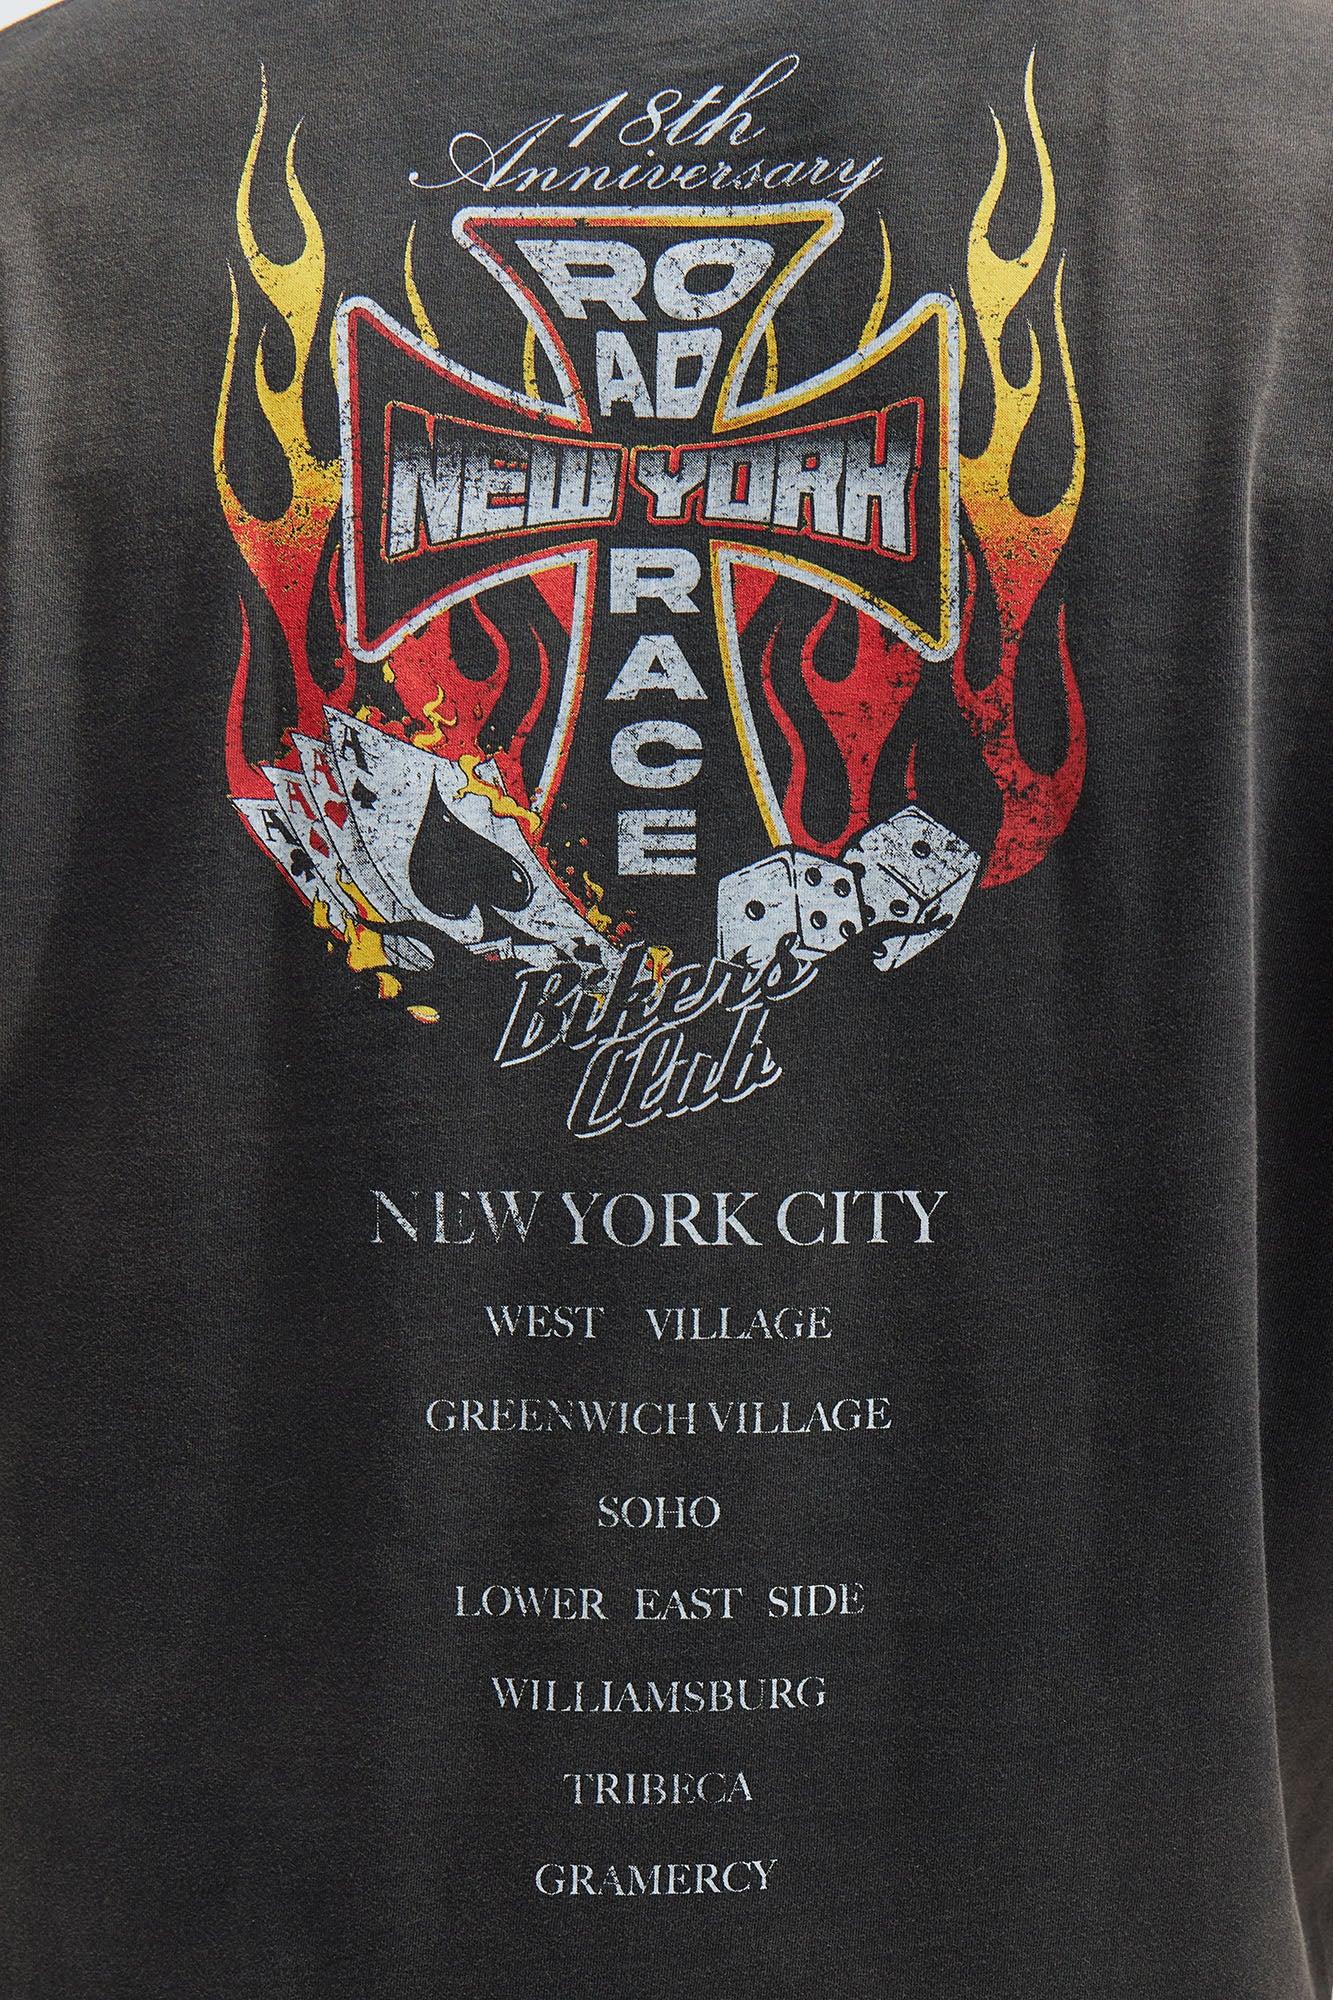 18th
Anniversary
RO
AD
NEW YORK
R
A
C
E
A
A
A
A
Bikers
Club
NEW YORK CITY
WEST VILLAGE
GREENWICH VILLAGE
SOHO
LOWER EAST SIDE
WILLIAMSBURG
TRIBECA
GRAMERCY